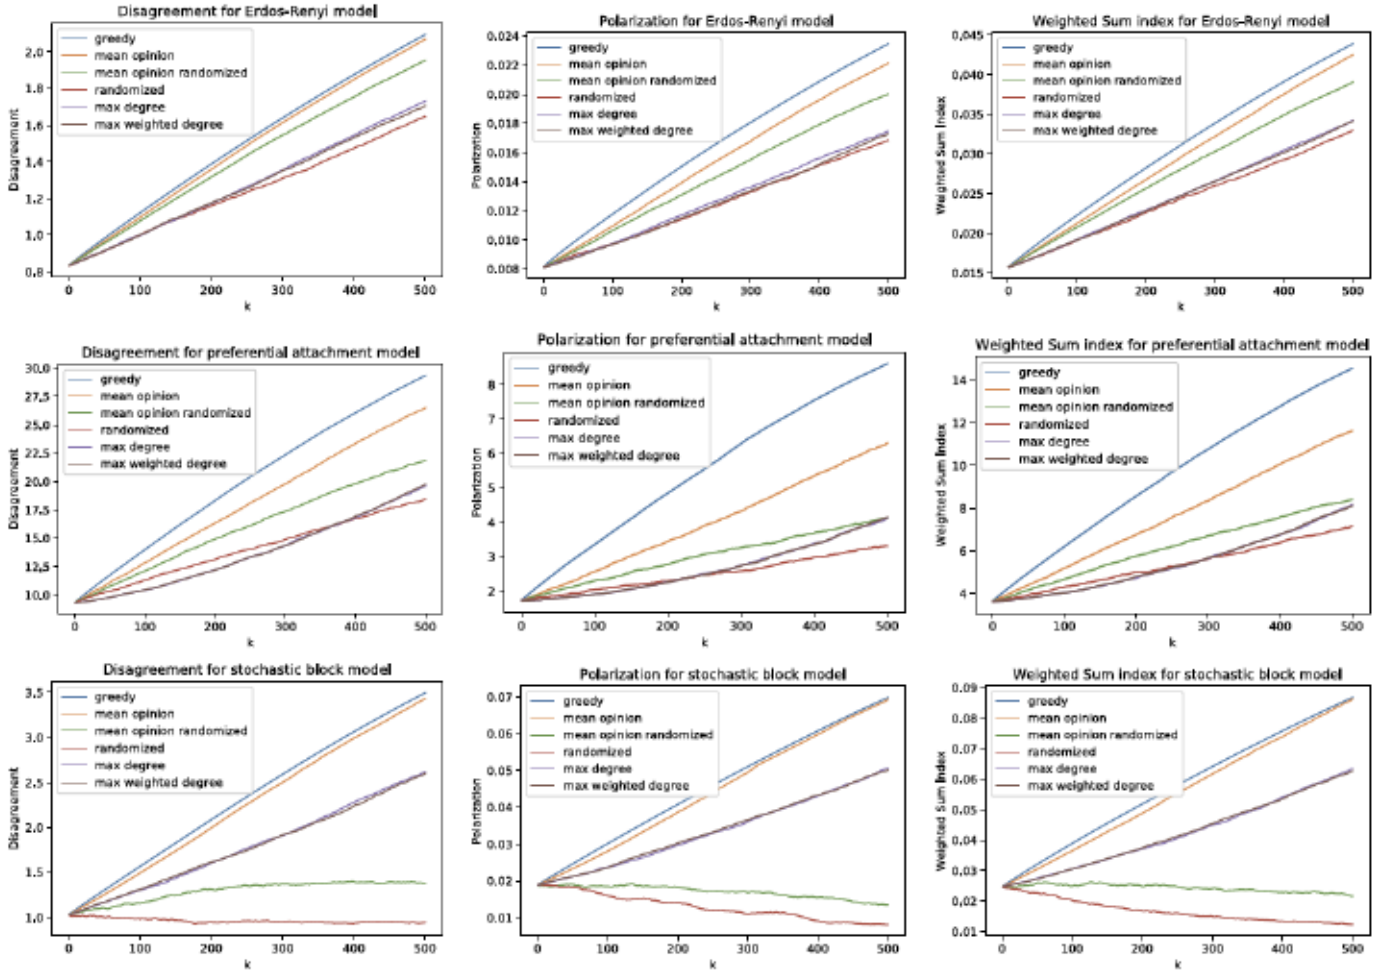 Disagreement for Erdos-Renyi model
greedy
mean opinion
mean opinion randomized
randomized
max degree
max weighted degree
Disagreement
2.0
1.8
1.6
1.4
1.2
1.0
0.8
0 100 200 300 400 500
k
Polarization for Erdos-Renyi model
greedy
mean opinion
mean opinion randomized
randomized
max degree
max weighted degree
Polarization
0.024
0.022
0.020
0.018
0.016
0.014
0.012
0.010
0.008
0 100 200 300 400 500
k
Weighted Sum index for Erdos-Renyi model
greedy
mean opinion
mean opinion randomized
randomized
max degree
max weighted degree
Weighted Sum Index
0.045
0.040
0.035
0.030
0.025
0.020
0.015
0 100 200 300 400 500
k
Disagreement for preferential attachment model
greedy
mean opinion
mean opinion randomized
randomized
max degree
max weighted degree
Disagreement
30.0
27.5
25.0
22.5
20.0
17.5
15.0
12.5
10.0
0 100 200 300 400 500
k
Polarization for preferential attachment model
greedy
mean opinion
mean opinion randomized
randomized
max degree
max weighted degree
Polarization
8
7
6
5
4
3
2
0 100 200 300 400 500
k
Weighted Sum index for preferential attachment model
greedy
mean opinion
mean opinion randomized
randomized
max degree
max weighted degree
Weighted Sum Index
14
12
10
8
6
4
0 100 200 300 400 500
k
Disagreement for stochastic block model
greedy
mean opinion
mean opinion randomized
randomized
max degree
max weighted degree
Disagreement
3.5
3.0
2.5
2.0
1.5
1.0
0 100 200 300 400 500
k
Polarization for stochastic block model
greedy
mean opinion
mean opinion randomized
randomized
max degree
max weighted degree
Polarization
0.07
0.06
0.05
0.04
0.03
0.02
0.01
0 100 200 300 400 500
k
Weighted Sum Index for stochastic block model
greedy
mean opinion
mean opinion randomized
randomized
max degree
max weighted degree
Weighted Sum Index
0.09
0.08
0.07
0.06
0.05
0.04
0.03
0.02
0.01
0 100 200 300 400 500
k